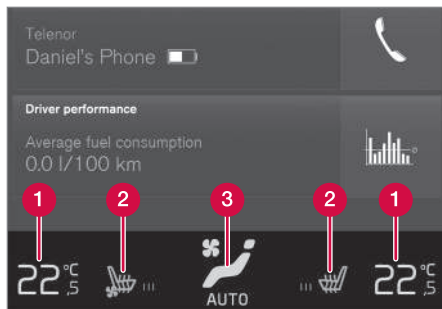 Telenor
Daniel's Phone
Driver performance
Average fuel consumption
0.0 l/100 km
1
2
3
2
1
22,5 °C
22,5 °C
AUTO